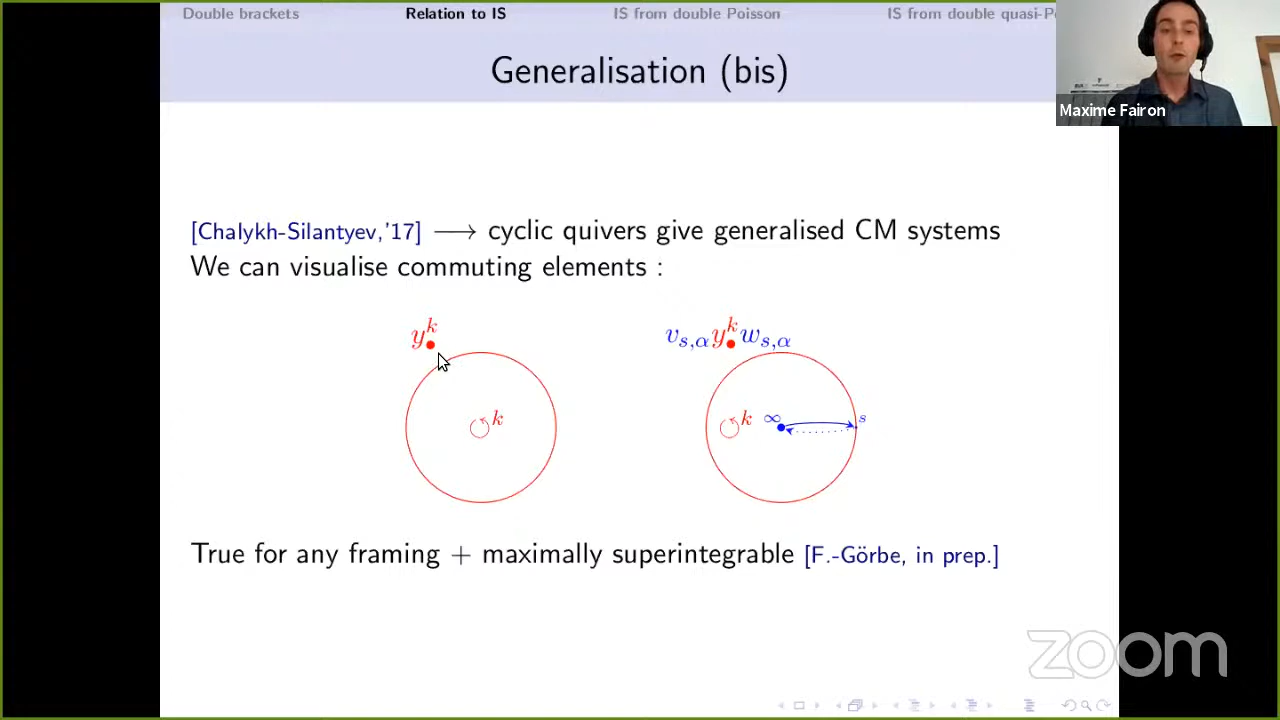 Double brackets Relation to IS IS from double Poisson IS from double quasi-Po
Generalisation (bis)
Maxime Fairon
[Chalykh-Silantyev,'17] ⟶ cyclic quivers give generalised CM systems
We can visualise commuting elements :
y^k v_{s,α}y^k w_{s,α}
k k ∞ s
True for any framing + maximally superintegrable [F.-Görbe, in prep.]
zoom